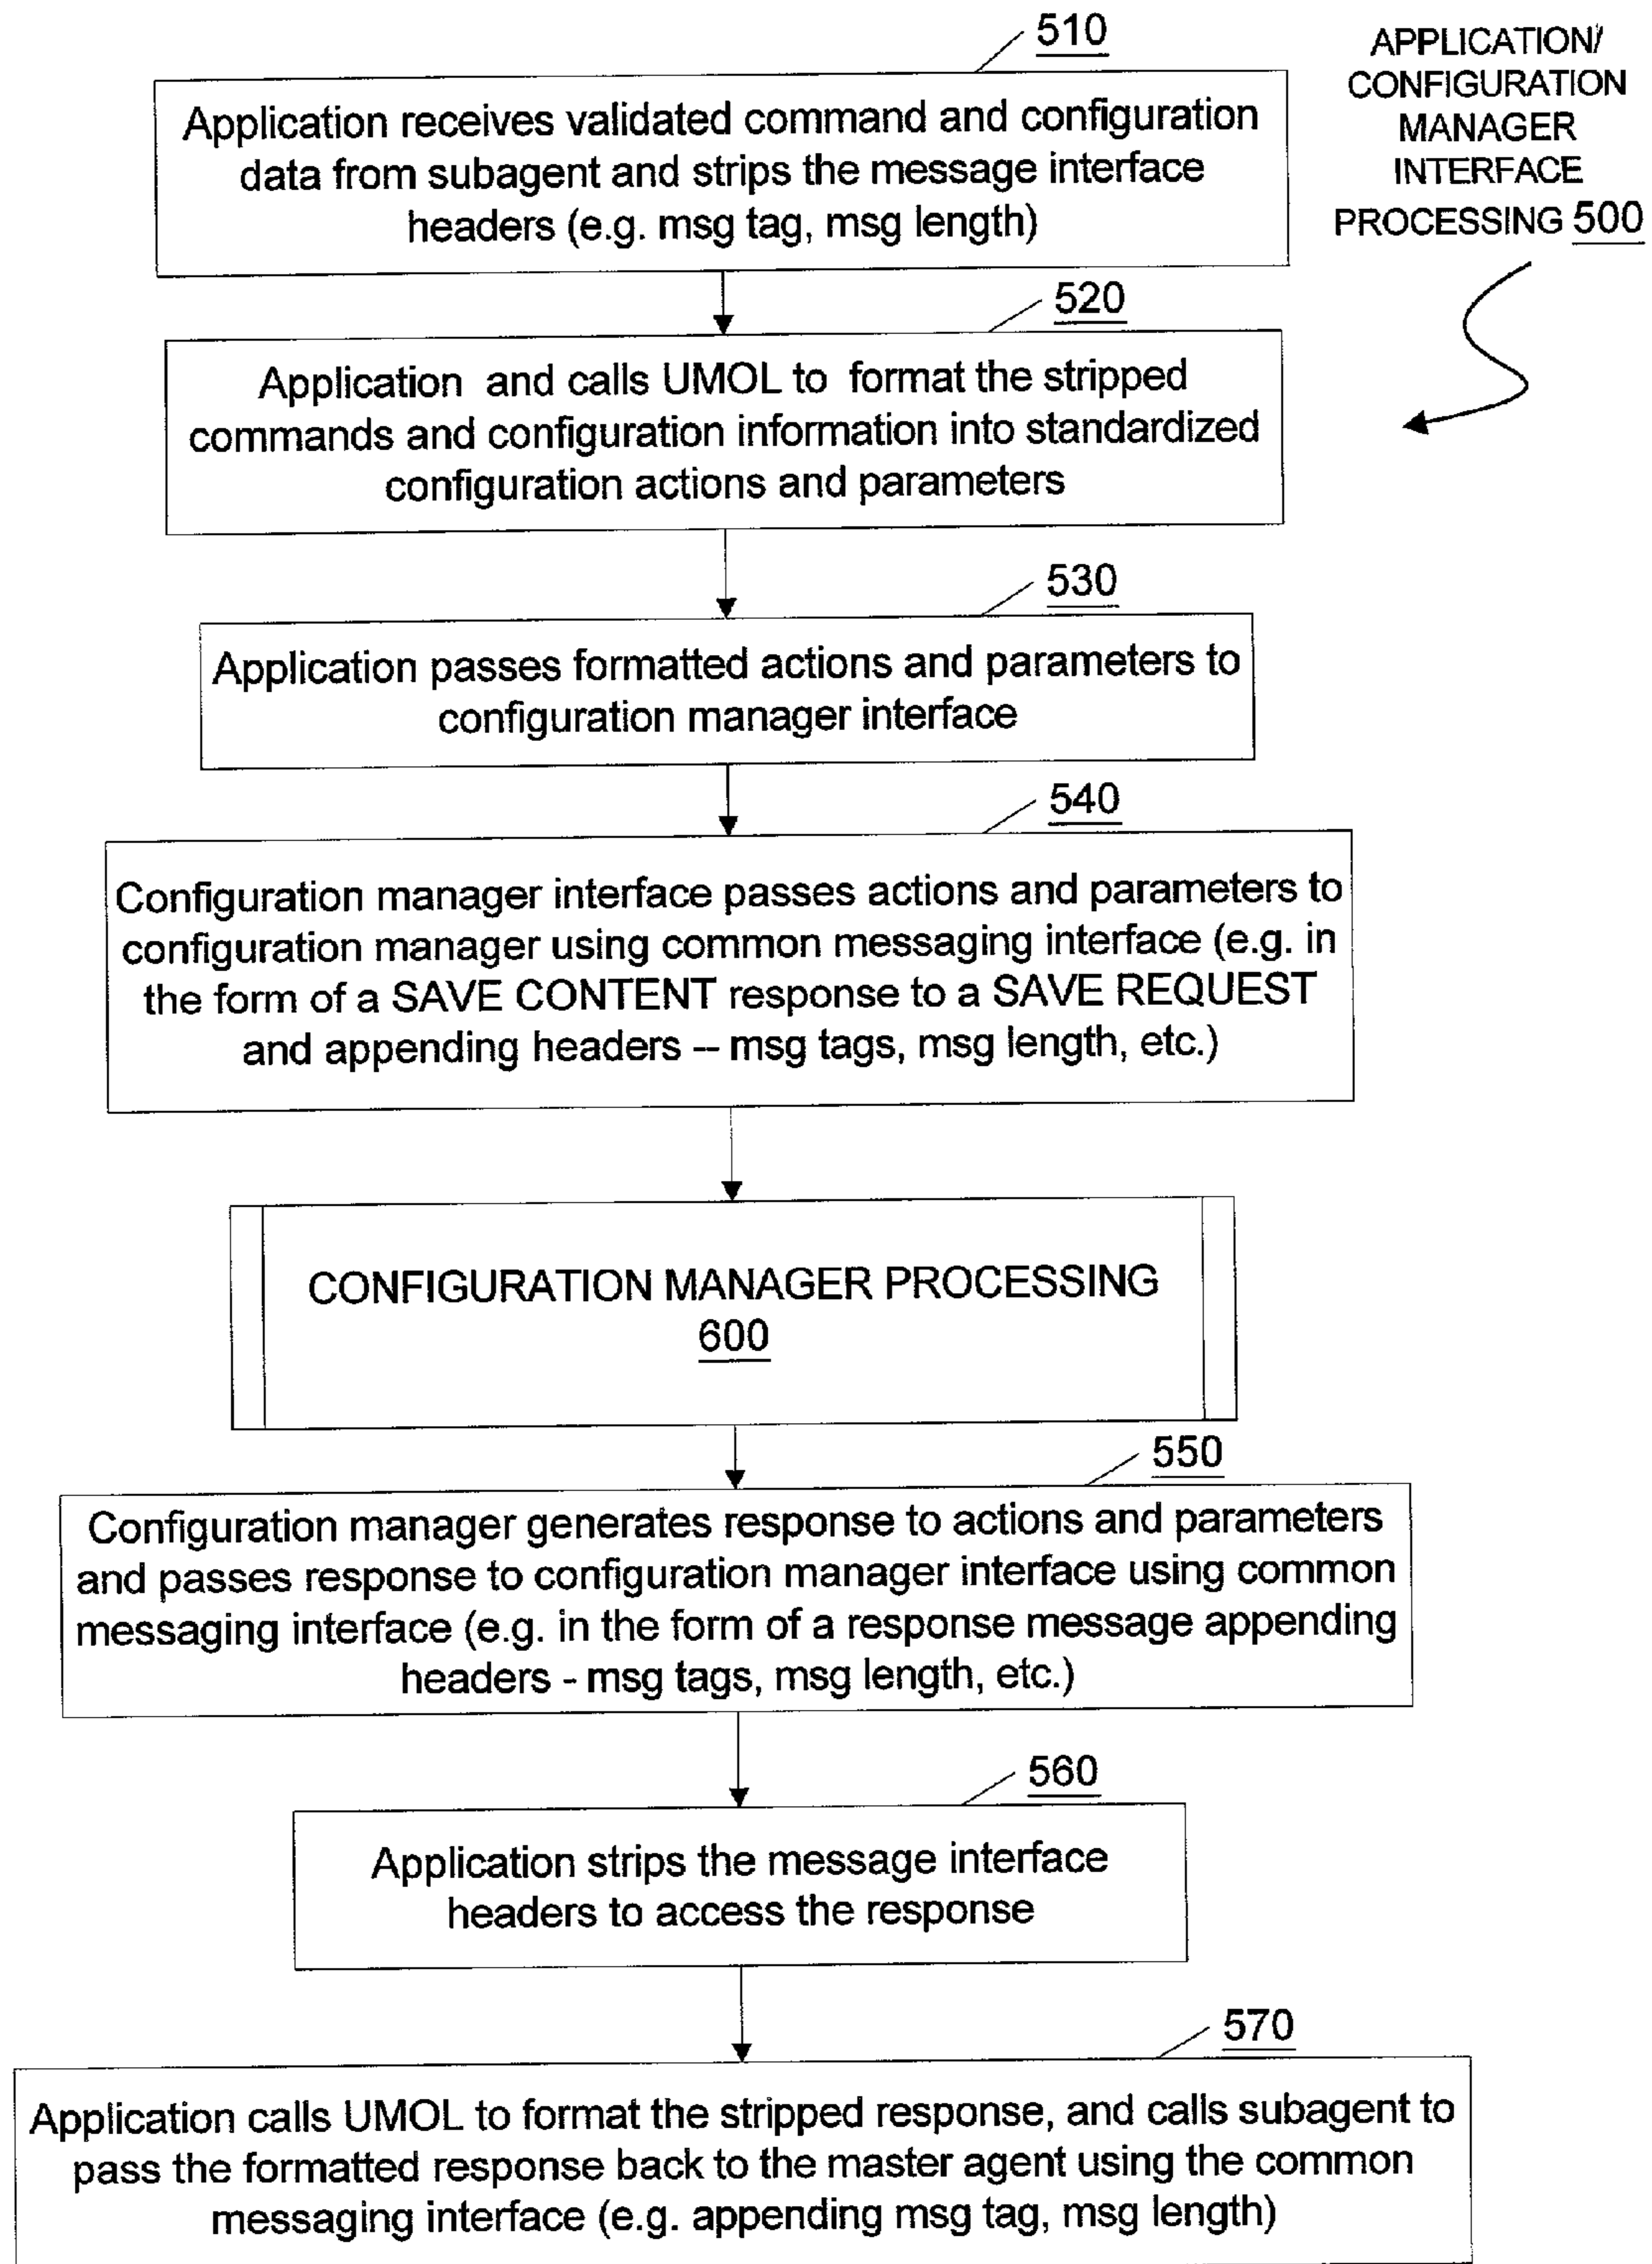 510
APPLICATION/
CONFIGURATION
MANAGER
INTERFACE
PROCESSING 500
Application receives validated command and configuration
data from subagent and strips the message interface
headers (e.g. msg tag, msg length)
520
Application and calls UMOL to format the stripped
commands and configuration information into standardized
configuration actions and parameters
530
Application passes formatted actions and parameters to
configuration manager interface
540
Configuration manager interface passes actions and parameters to
configuration manager using common messaging interface (e.g. in
the form of a SAVE CONTENT response to a SAVE REQUEST
and appending headers -- msg tags, msg length, etc.)
CONFIGURATION MANAGER PROCESSING
600
550
Configuration manager generates response to actions and parameters
and passes response to configuration manager interface using common
messaging interface (e.g. in the form of a response message appending
headers - msg tags, msg length, etc.)
560
Application strips the message interface
headers to access the response
570
Application calls UMOL to format the stripped response, and calls subagent to
pass the formatted response back to the master agent using the common
messaging interface (e.g. appending msg tag, msg length)